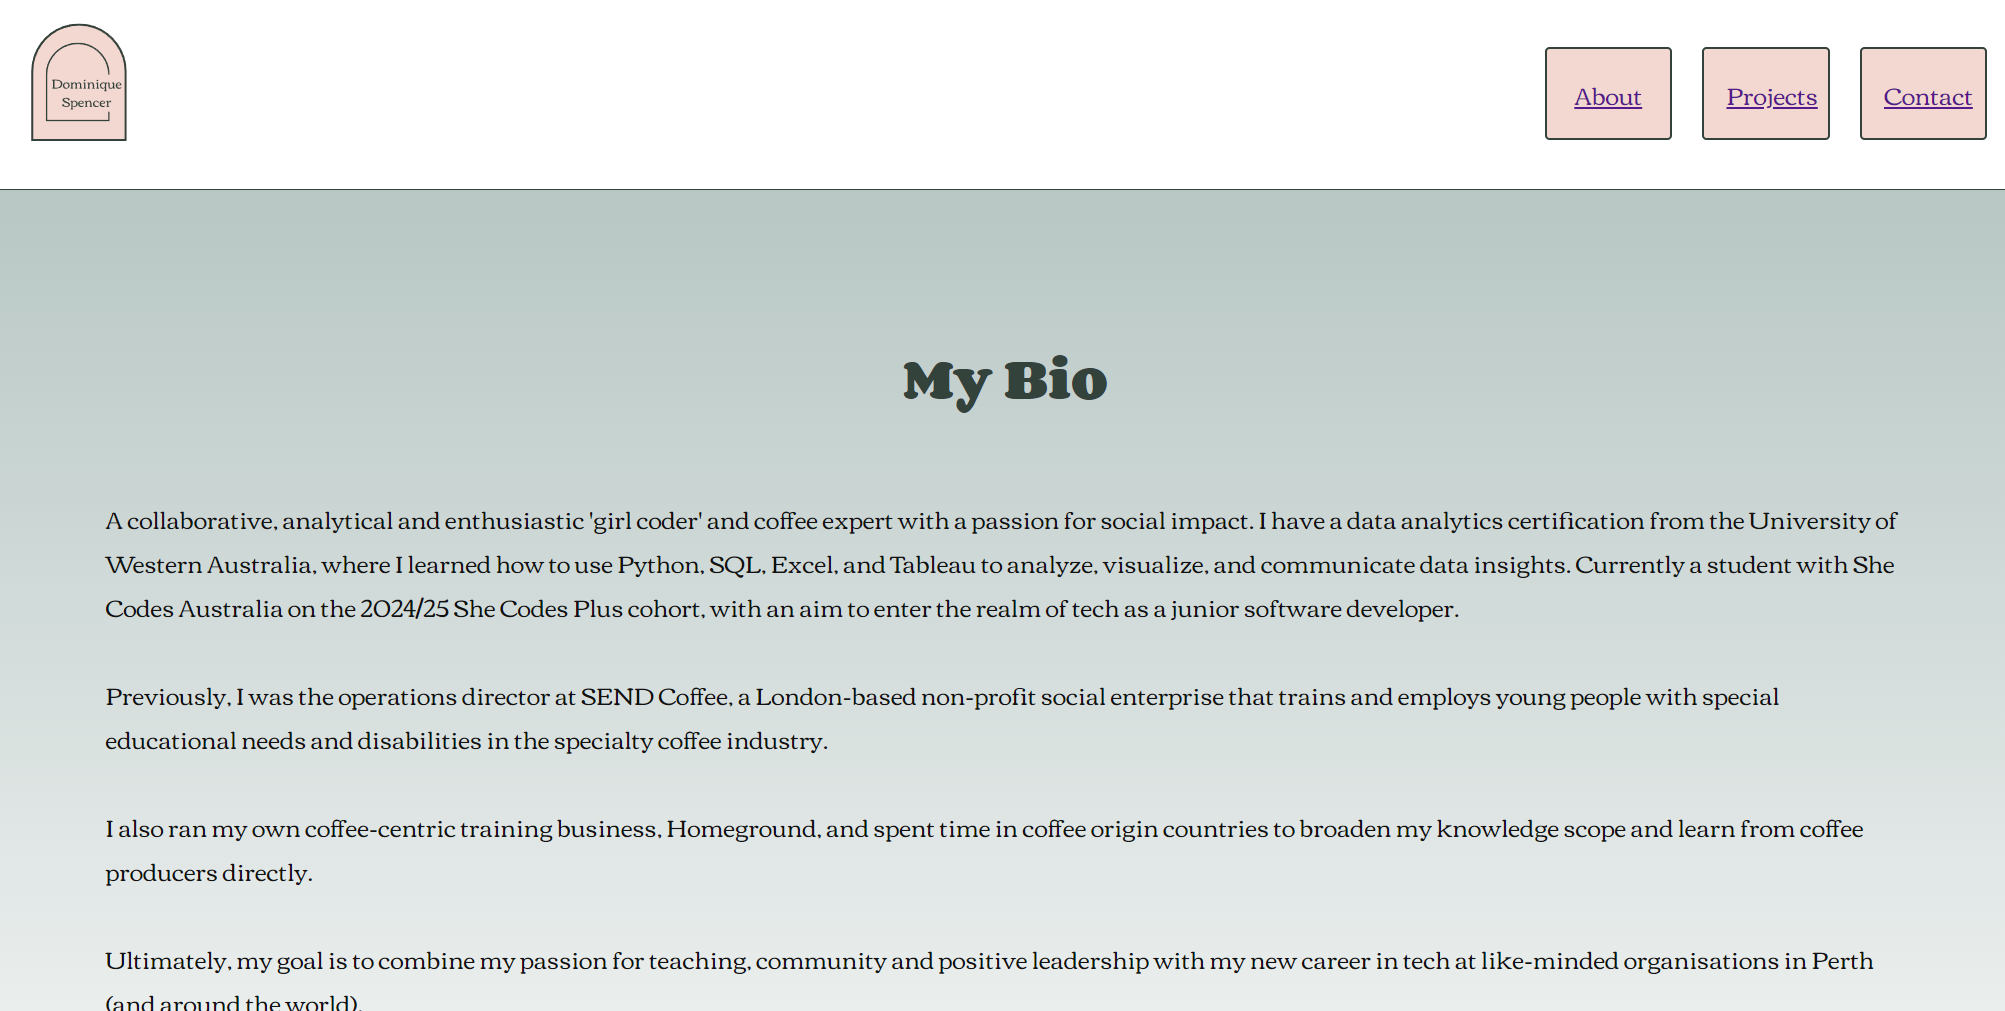 Dominique
Spencer
About
Projects
Contact
My Bio
A collaborative, analytical and enthusiastic 'girl coder' and coffee expert with a passion for social impact. I have a data analytics certification from the University of
Western Australia, where I learned how to use Python, SQL, Excel, and Tableau to analyze, visualize, and communicate data insights. Currently a student with She
Codes Australia on the 2024/25 She Codes Plus cohort, with an aim to enter the realm of tech as a junior software developer.
Previously, I was the operations director at SEND Coffee, a London-based non-profit social enterprise that trains and employs young people with special
educational needs and disabilities in the specialty coffee industry.
I also ran my own coffee-centric training business, Homeground, and spent time in coffee origin countries to broaden my knowledge scope and learn from coffee
producers directly.
Ultimately, my goal is to combine my passion for teaching, community and positive leadership with my new career in tech at like-minded organisations in Perth
(and around the world).